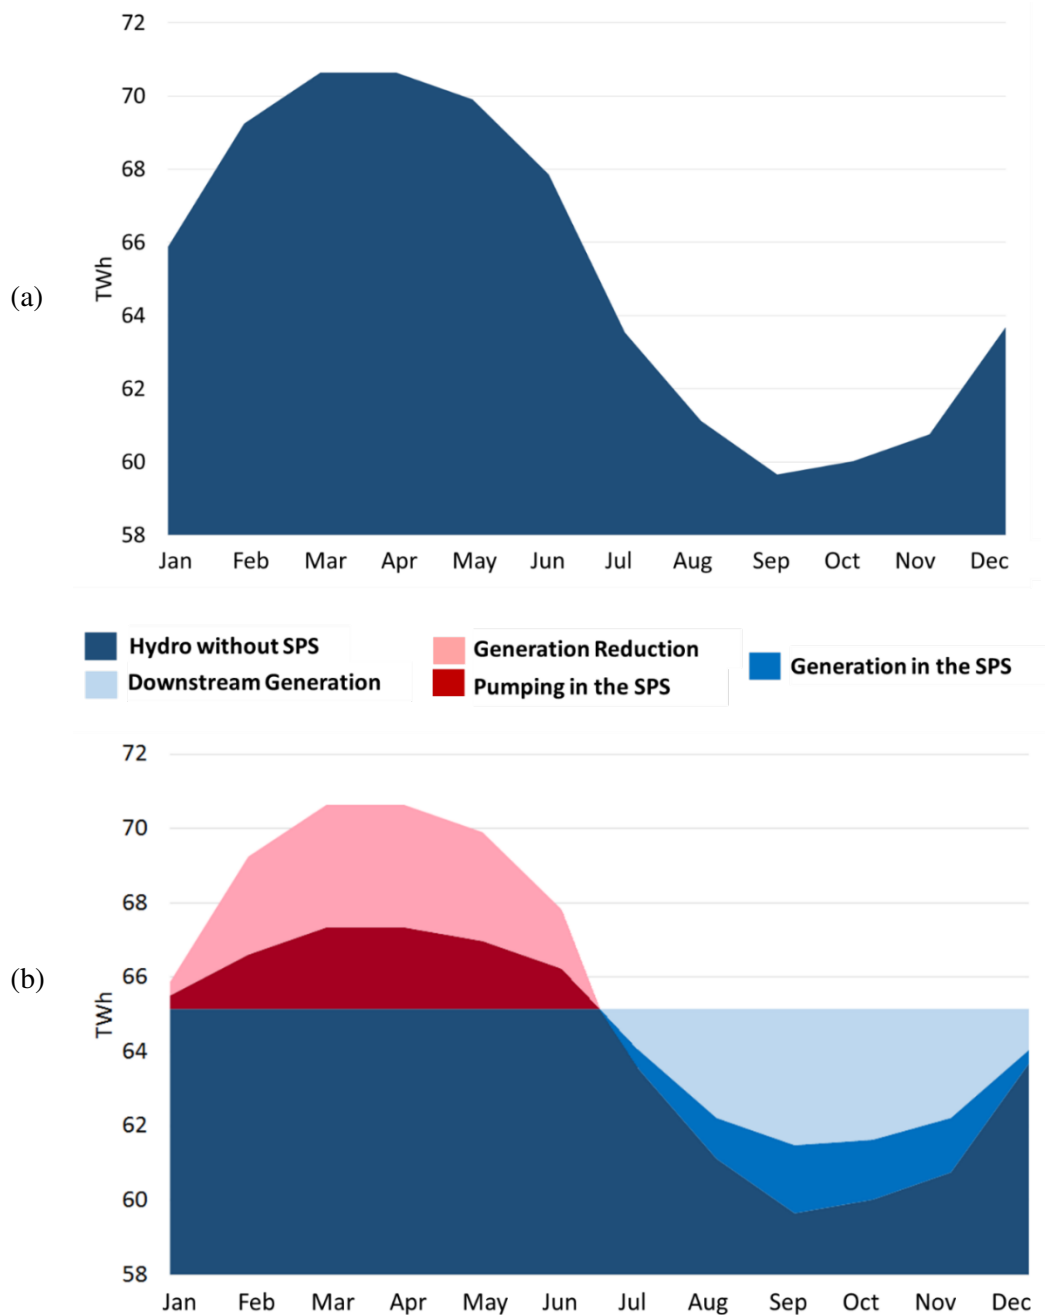 (a)
TWh
72
70
68
66
64
62
60
58
Jan Feb Mar Apr May Jun Jul Aug Sep Oct Nov Dec
Hydro without SPS
Generation Reduction
Generation in the SPS
Downstream Generation
Pumping in the SPS
(b)
TWh
72
70
68
66
64
62
60
58
Jan Feb Mar Apr May Jun Jul Aug Sep Oct Nov Dec